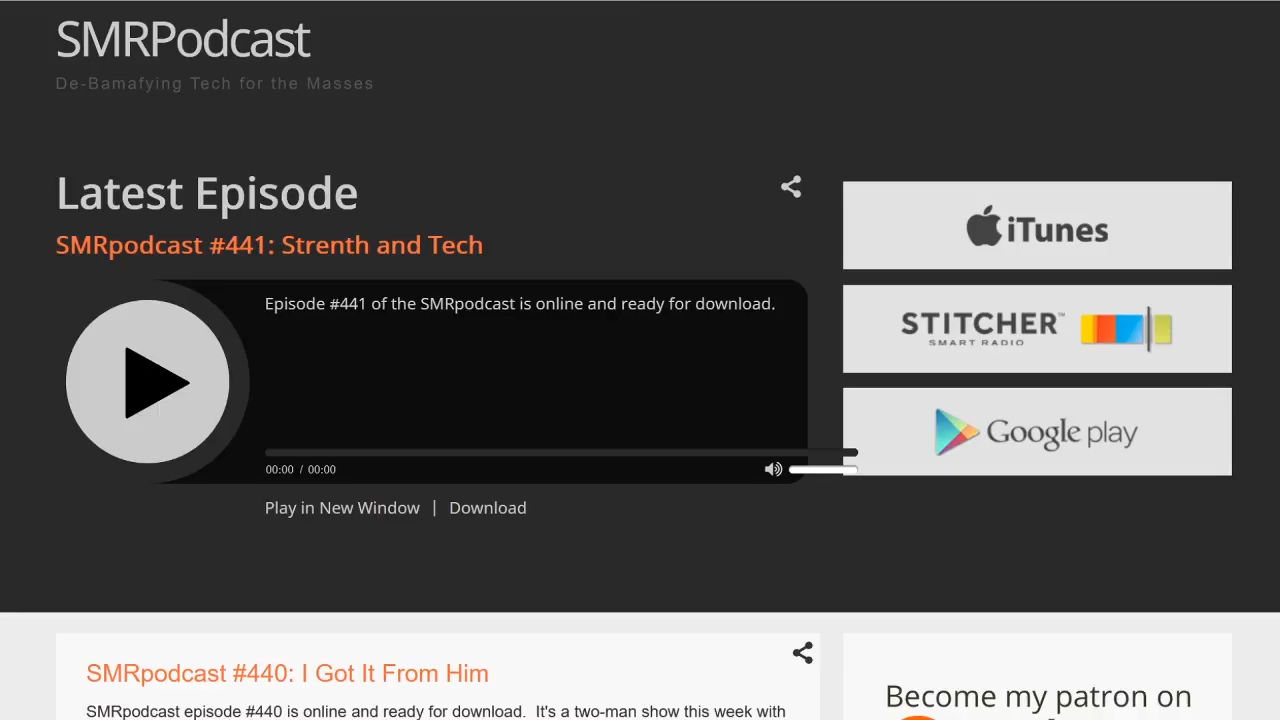 SMRPodcast
De-Bamafying Tech for the Masses
Latest Episode
SMRpodcast #441: Strenth and Tech
Episode #441 of the SMRpodcast is online and ready for download.
00:00 / 00:00
Play in New Window | Download
iTunes
STITCHER™
SMART RADIO
Google play
SMRpodcast #440: I Got It From Him
SMRpodcast episode #440 is online and ready for download. It's a two-man show this week with
Become my patron on